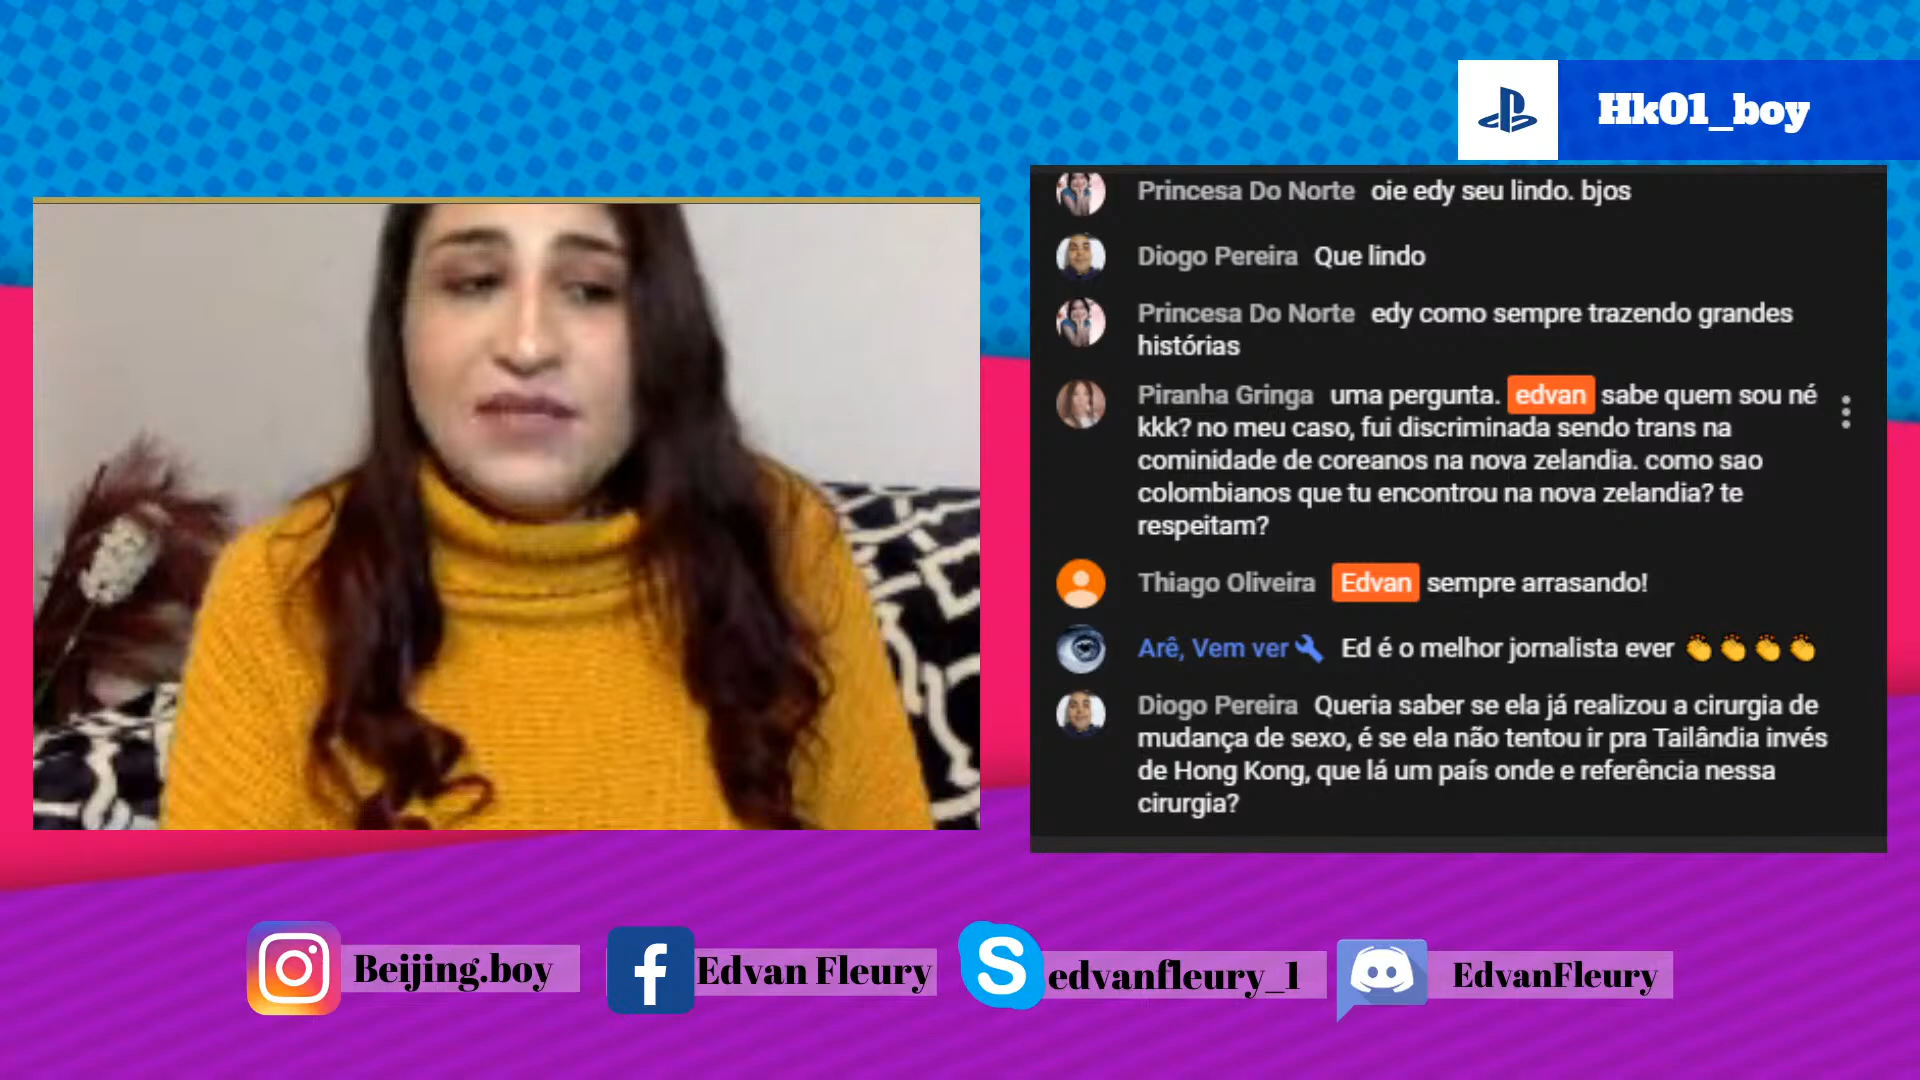 Hk01_boy
Princesa Do Norte oie edy seu lindo. bjos
Diogo Pereira Que lindo
Princesa Do Norte edy como sempre trazendo grandes
histórias
Piranha Gringa uma pergunta. edvan sabe quem sou né
kkk? no meu caso, fui discriminada sendo trans na
cominidade de coreanos na nova zelandia. como sao
colombianos que tu encontrou na nova zelandia? te
respeitam?
Thiago Oliveira Edvan sempre arrasando!
Arê, Vem ver Ed é o melhor jornalista ever 👏👏👏👏
Diogo Pereira Queria saber se ela já realizou a cirurgia de
mudança de sexo, é se ela não tentou ir pra Tailândia invés
de Hong Kong, que lá um país onde e referência nessa
cirurgia?
Beijing.boy
Edvan Fleury
edvanfleury_1
EdvanFleury